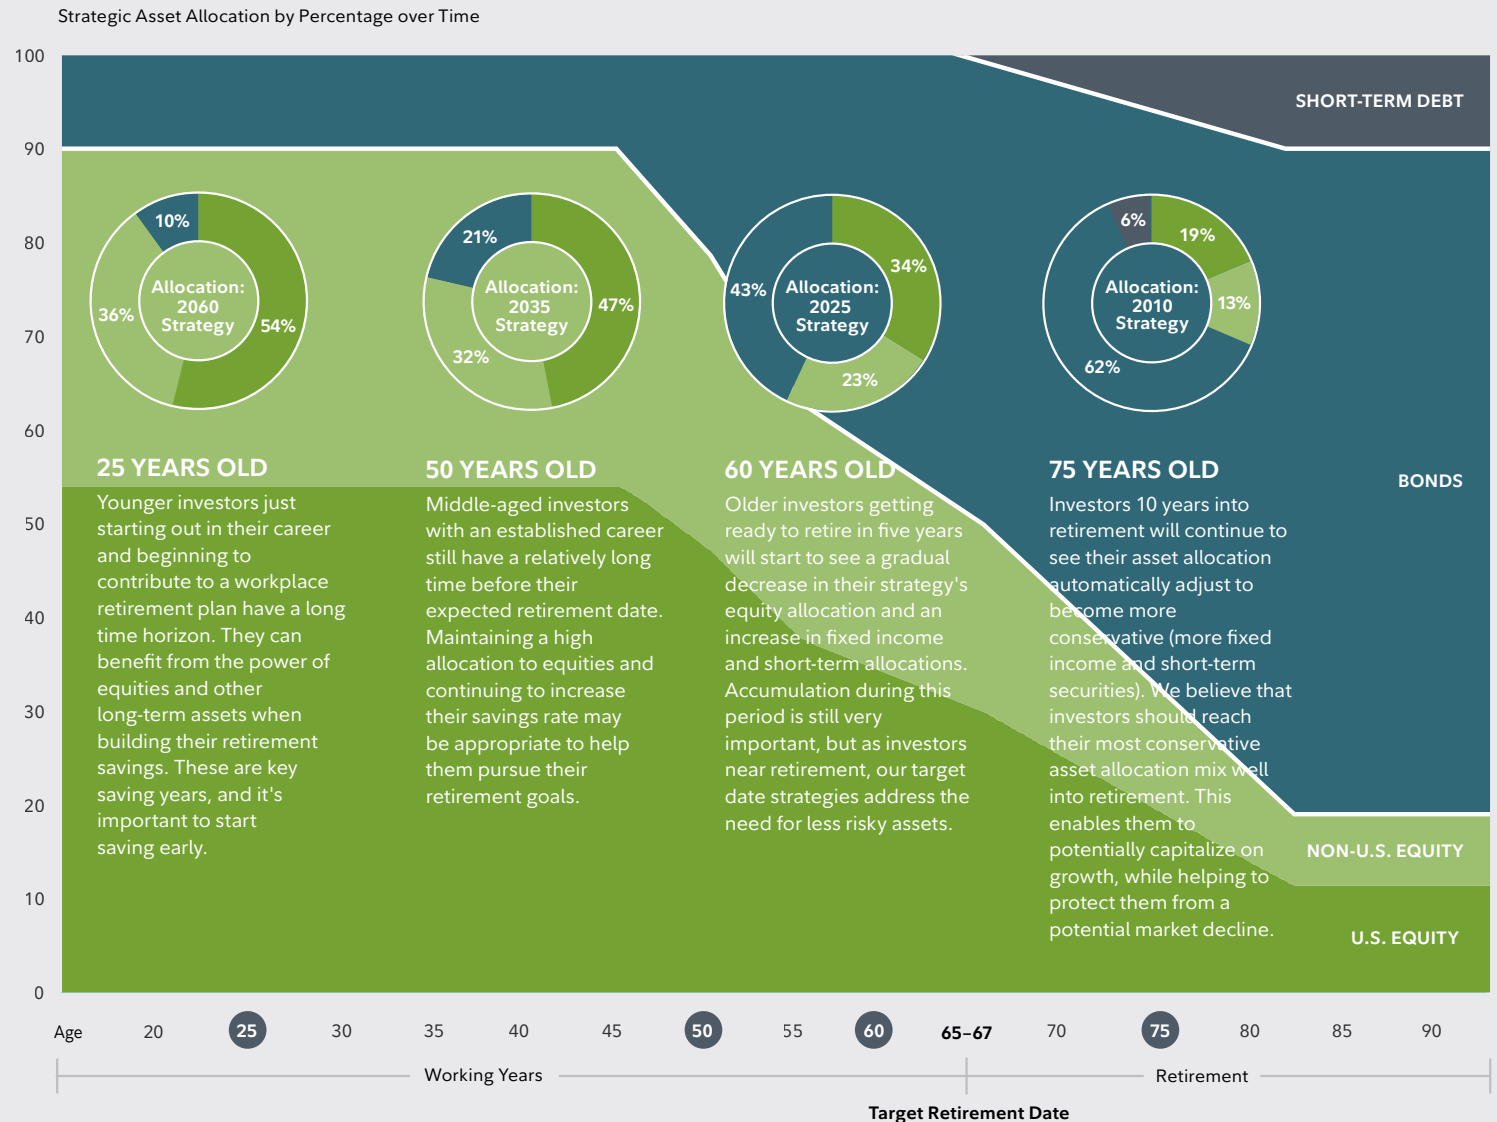 Strategic Asset Allocation by Percentage over Time
100
90
80
70
60
50
40
30
20
10
0
SHORT-TERM DEBT
BONDS
NON-U.S. EQUITY
U.S. EQUITY
10%
36%
54%
Allocation:
2060
Strategy
25 YEARS OLD
Younger investors just
starting out in their career
and beginning to
contribute to a workplace
retirement plan have a long
time horizon. They can
benefit from the power of
equities and other
long-term assets when
building their retirement
savings. These are key
saving years, and it's
important to start
saving early.
21%
47%
32%
Allocation:
2035
Strategy
50 YEARS OLD
Middle-aged investors
with an established career
still have a relatively long
time before their
expected retirement date.
Maintaining a high
allocation to equities and
continuing to increase
their savings rate may
be appropriate to help
them pursue their
retirement goals.
43%
34%
23%
Allocation:
2025
Strategy
60 YEARS OLD
Older investors getting
ready to retire in five years
will start to see a gradual
decrease in their strategy's
equity allocation and an
increase in fixed income
and short-term allocations.
Accumulation during this
period is still very
important, but as investors
near retirement, our target
date strategies address the
need for less risky assets.
6%
19%
13%
62%
Allocation:
2010
Strategy
75 YEARS OLD
Investors 10 years into
retirement will continue to
see their asset allocation
automatically adjust to
become more
conservative (more fixed
income and short-term
securities). We believe that
investors should reach
their most conservative
asset allocation mix well
into retirement. This
enables them to
potentially capitalize on
growth, while helping to
protect them from a
potential market decline.
Age 20 25 30 35 40 45 50 55 60 65–67 70 75 80 85 90
Working Years
Retirement
Target Retirement Date